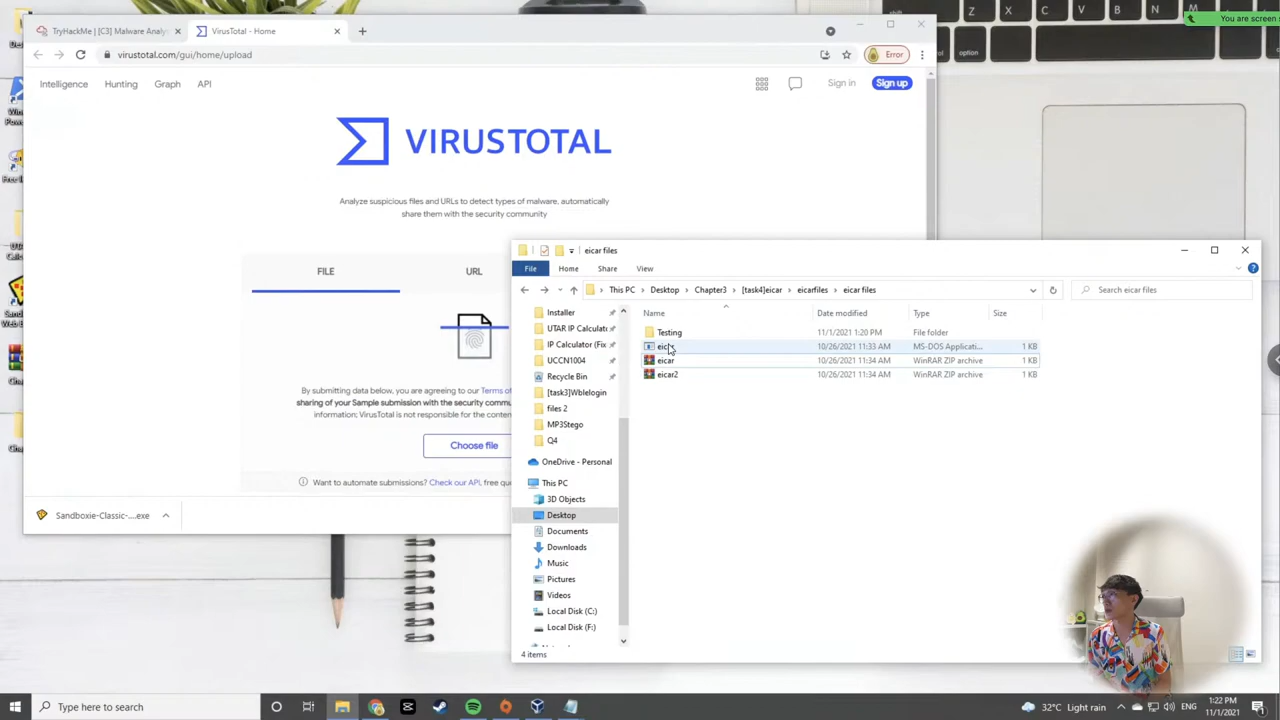 TryHackMe | [C3] Malware Analy
VirusTotal - Home
You are screen s
virustotal.com/gui/home/upload
Error
Intelligence
Hunting
Graph
API
Sign in
Sign up
option
VIRUSTOTAL
Analyze suspicious files and URLs to detect types of malware, automatically
share them with the security community
FILE
URL
By submitting data below, you are agreeing to our Terms of
sharing of your Sample submission with the security commu
information; VirusTotal is not responsible for the conten
Choose file
Want to automate submissions? Check our API, free quo
Sandboxie-Classic-....exe
eicar files
File
Home
Share
View
This PC
Desktop
Chapter3
[task4]eicar
eicarfiles
eicar files
Search eicar files
Name
Date modified
Type
Size
Testing
11/1/2021 1:20 PM
File folder
eicar
10/26/2021 11:33 AM
MS-DOS Applicati...
1 KB
eicar
10/26/2021 11:34 AM
WinRAR ZIP archive
1 KB
eicar2
10/26/2021 11:34 AM
WinRAR ZIP archive
1 KB
Installer
UTAR IP Calculato
IP Calculator (Fix
UCCN1004
Recycle Bin
[task3]Wblelogin
files 2
MP3Stego
Q4
OneDrive - Personal
This PC
3D Objects
Desktop
Documents
Downloads
Music
Pictures
Videos
Local Disk (C:)
Local Disk (F:)
4 items
Type here to search
32°C Light rain
ENG
1:22 PM
11/1/2021